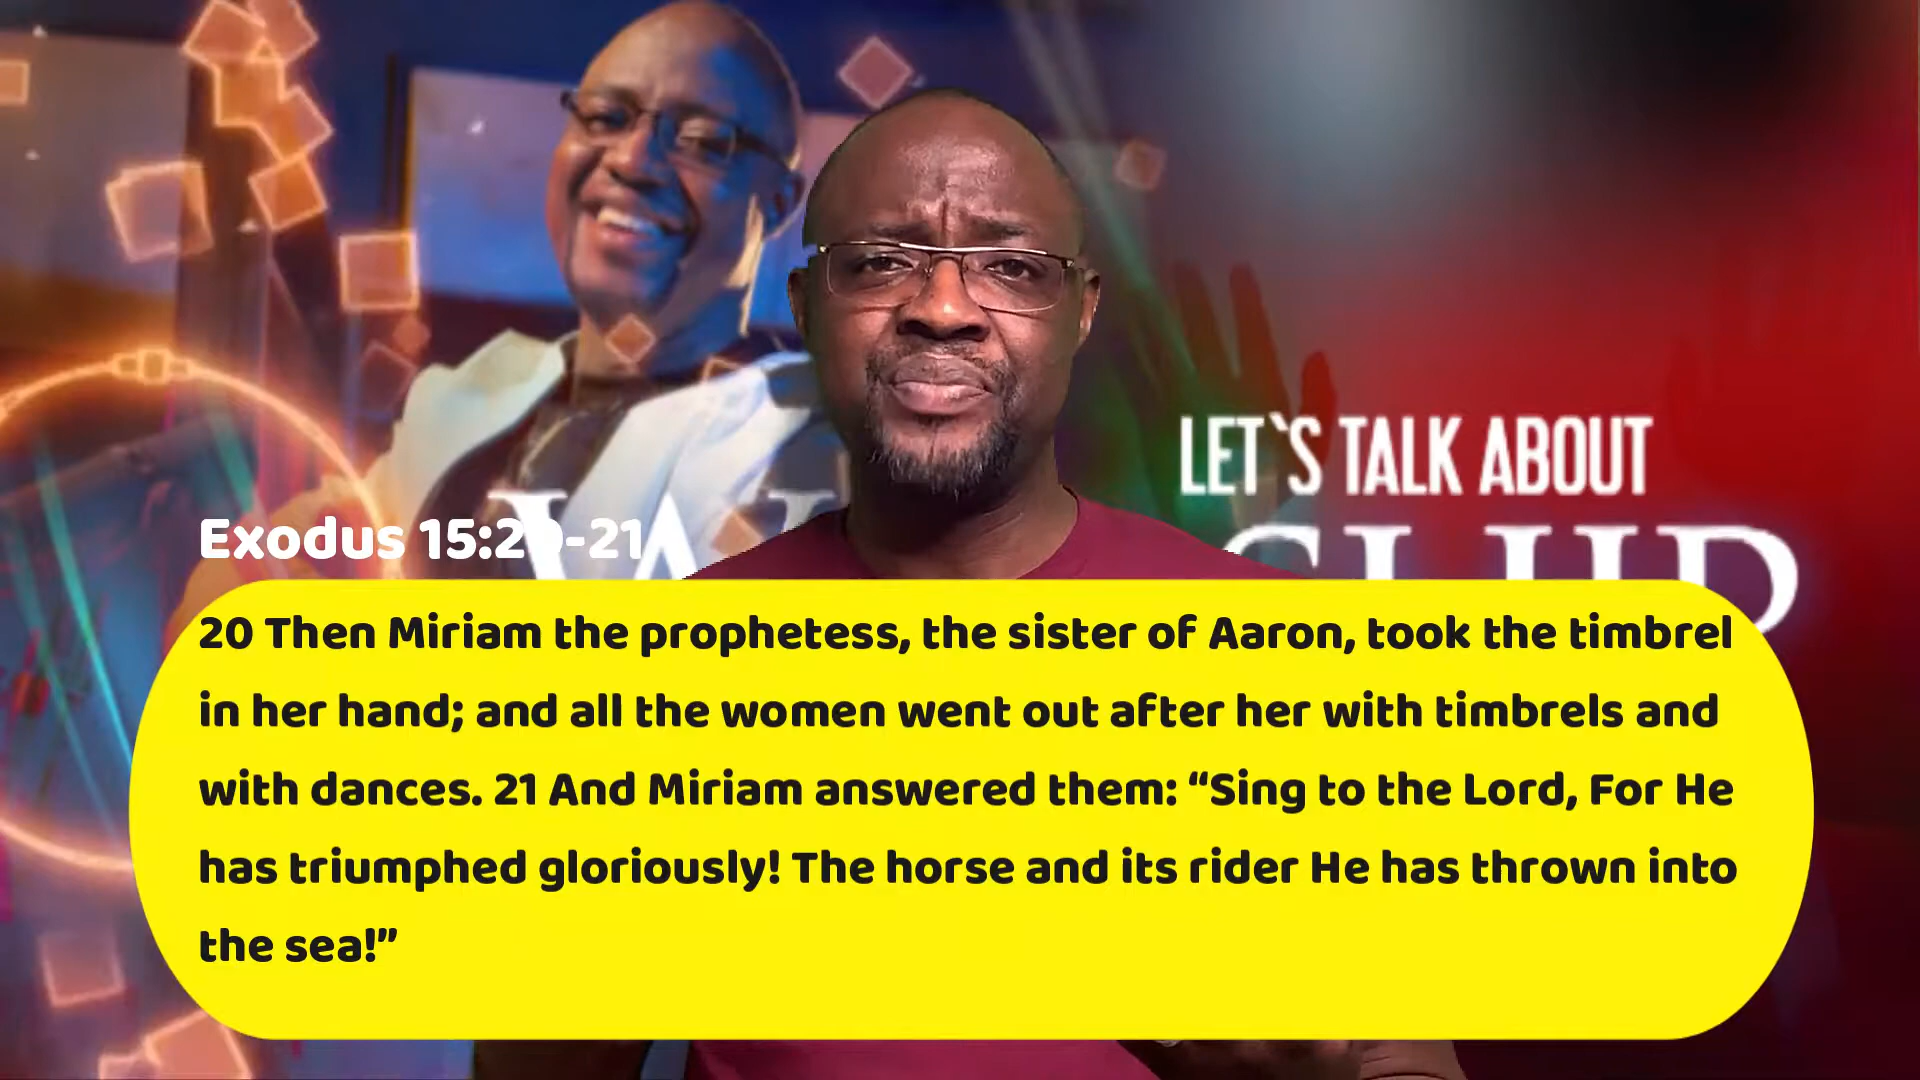 LET`S TALK ABOUT
Exodus 15:20-21
20 Then Miriam the prophetess, the sister of Aaron, took the timbrel
in her hand; and all the women went out after her with timbrels and
with dances. 21 And Miriam answered them: “Sing to the Lord, For He
has triumphed gloriously! The horse and its rider He has thrown into
the sea!”